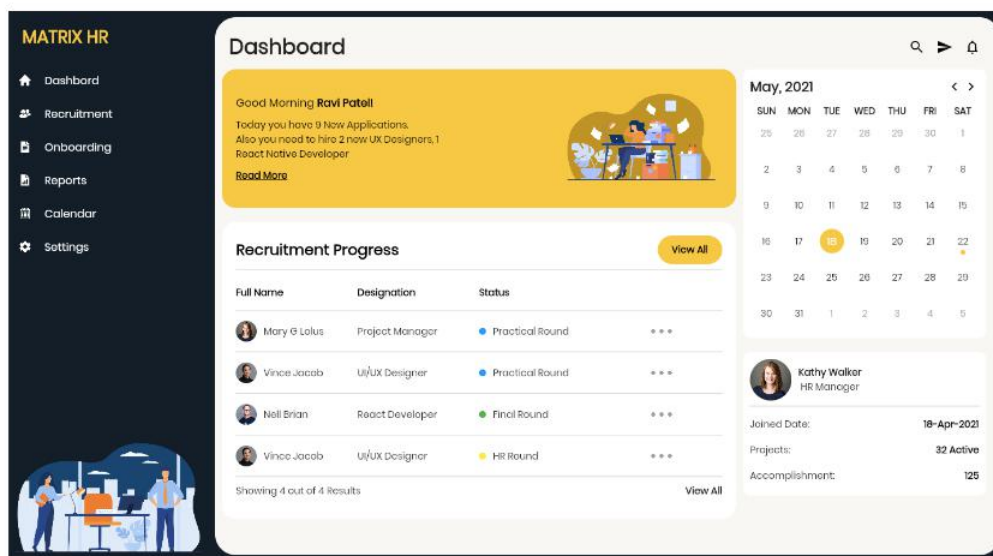 MATRIX HR
Dashbord
Recruitment
Onboarding
Reports
Calendar
Settings
Dashboard
Good Morning Ravi Patel!
Today you have 9 New Applications.
Also you need to hire 2 new UX Designers, 1
React Native Developer
Read More
Recruitment Progress
View All
Full Name Designation Status
Mary G Lolus Project Manager Practical Round
Vince Jacob UI/UX Designer Practical Round
Nell Brian React Developer Final Round
Vince Jacob UI/UX Designer HR Round
Showing 4 out of 4 Results View All
May, 2021 < >
SUN MON TUE WED THU FRI SAT
25 26 27 28 29 30 1
2 3 4 5 6 7 8
9 10 11 12 13 14 15
16 17 18 19 20 21 22
23 24 25 26 27 28 29
30 31 1 2 3 4 5
Kathy Walker
HR Manager
Joined Date: 18-Apr-2021
Projects: 32 Active
Accomplishment: 125